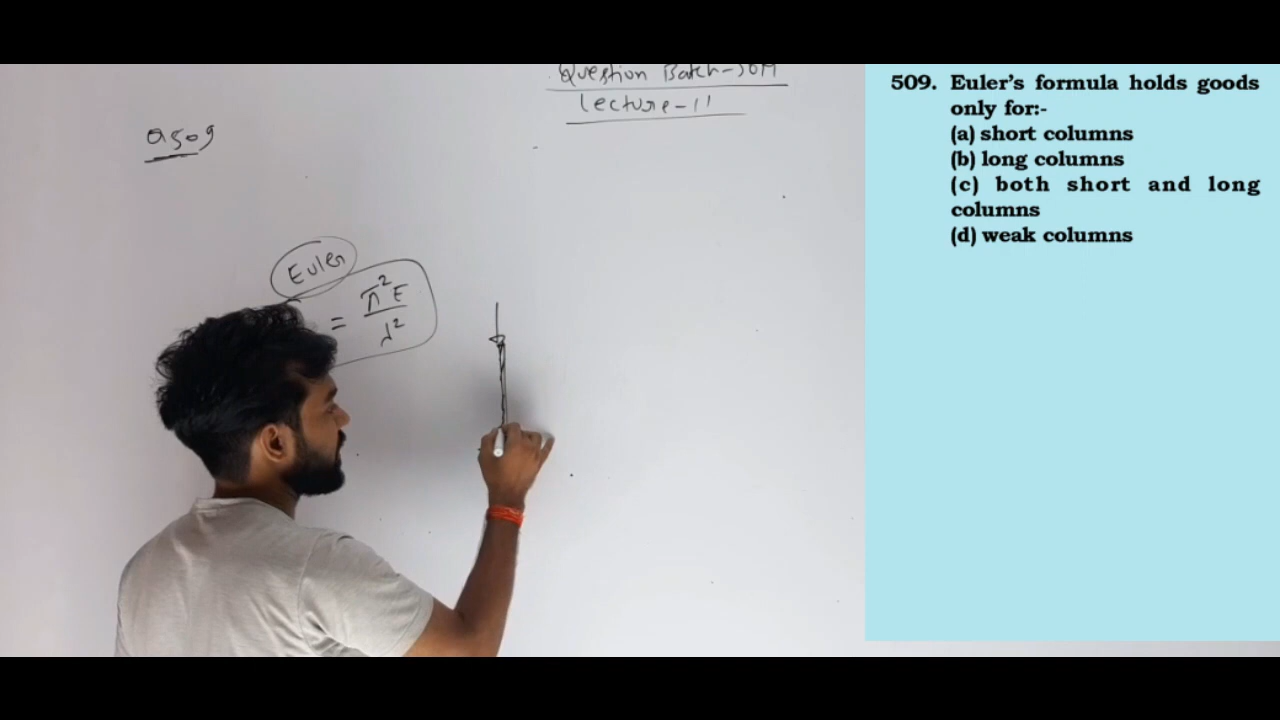 Question Batch-SOM
Lecture-11
Q509
Euler
= π²E
λ²
509. Euler's formula holds goods
only for:-
(a) short columns
(b) long columns
(c) both short and long
columns
(d) weak columns